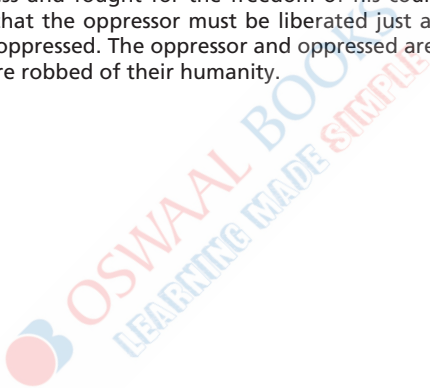 ss and fought for the freedom of his cou
hat the oppressor must be liberated just a
oppressed. The oppressor and oppressed are
re robbed of their humanity.
OSWAAL BOOKS
LEARNING MADE SIMPLE